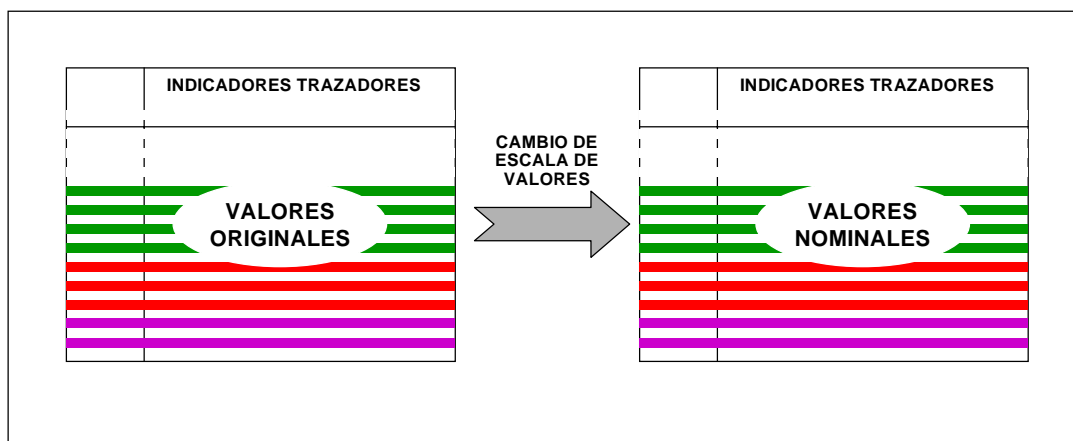 INDICADORES TRAZADORES
VALORES
ORIGINALES
CAMBIO DE
ESCALA DE
VALORES
INDICADORES TRAZADORES
VALORES
NOMINALES